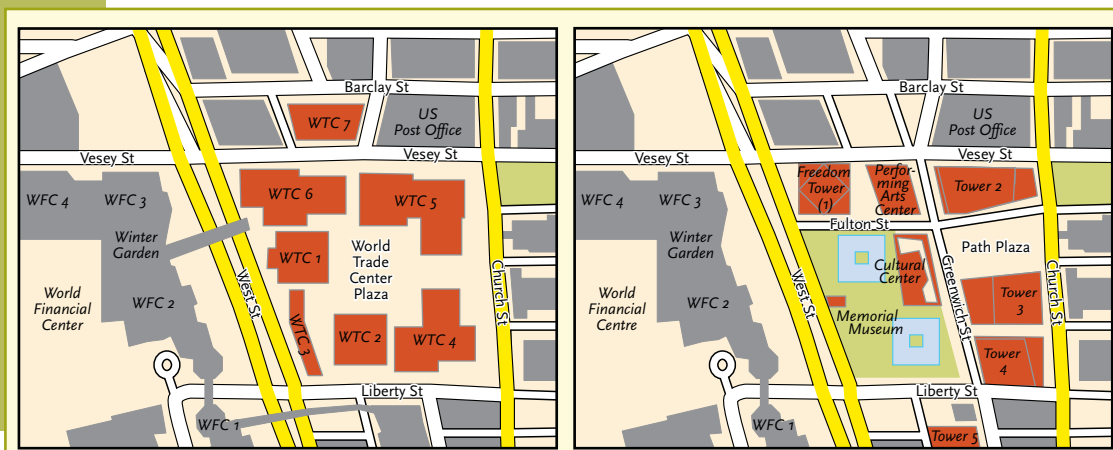 Barclay St
WTC 7
US
Post Office
Vesey St
Vesey St
WFC 4
WFC 3
WTC 6
WTC 5
Winter
Garden
WTC 1
World
Trade
Center
Plaza
World
Financial
Center
WFC 2
West St
Church St
WTC 3
WTC 2
WTC 4
Liberty St
WFC 1
Barclay St
US
Post Office
Vesey St
Vesey St
WFC 4
WFC 3
Freedom
Tower
(1)
Perfor-
ming
Arts
Center
Tower 2
Fulton St
Winter
Garden
Path Plaza
Cultural
Center
Greenwich St
Church St
World
Financial
Centre
WFC 2
West St
Memorial
Museum
Tower
3
Tower
4
Liberty St
WFC 1
Tower 5